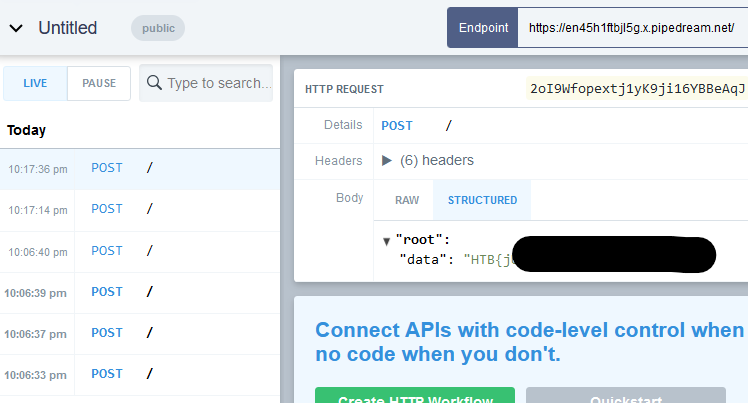 Untitled
public
Endpoint
https://en45h1ftbjl5g.x.pipedream.net/
LIVE
PAUSE
Type to search...
Today
10:17:36 pm POST /
10:17:14 pm POST /
10:06:40 pm POST /
10:06:39 pm POST /
10:06:37 pm POST /
10:06:33 pm POST /
HTTP REQUEST
2oI9Wfopextj1yK9ji16YBBeAqJ
Details POST /
Headers (6) headers
Body RAW STRUCTURED
"root":
"data": "HTB{j
Connect APIs with code-level control when
no code when you don't.
Create HTTP Workflow
Quickstart